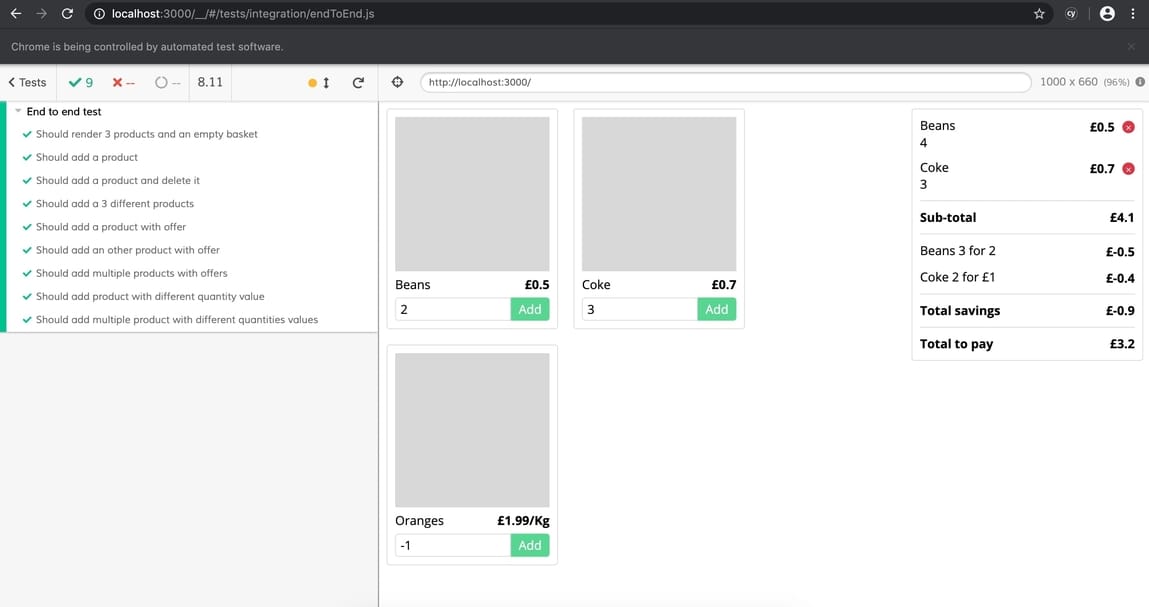 localhost:3000/__/#/tests/integration/endToEnd.js
cy
Chrome is being controlled by automated test software.
Tests 9 -- -- 8.11
http://localhost:3000/
1000 x 660 (96%)
End to end test
Should render 3 products and an empty basket
Should add a product
Should add a product and delete it
Should add a 3 different products
Should add a product with offer
Should add an other product with offer
Should add multiple products with offers
Should add product with different quantity value
Should add multiple product with different quantities values
Beans £0.5
2 Add
Coke £0.7
3 Add
Oranges £1.99/Kg
-1 Add
Beans £0.5
4
Coke £0.7
3
Sub-total £4.1
Beans 3 for 2 £-0.5
Coke 2 for £1 £-0.4
Total savings £-0.9
Total to pay £3.2